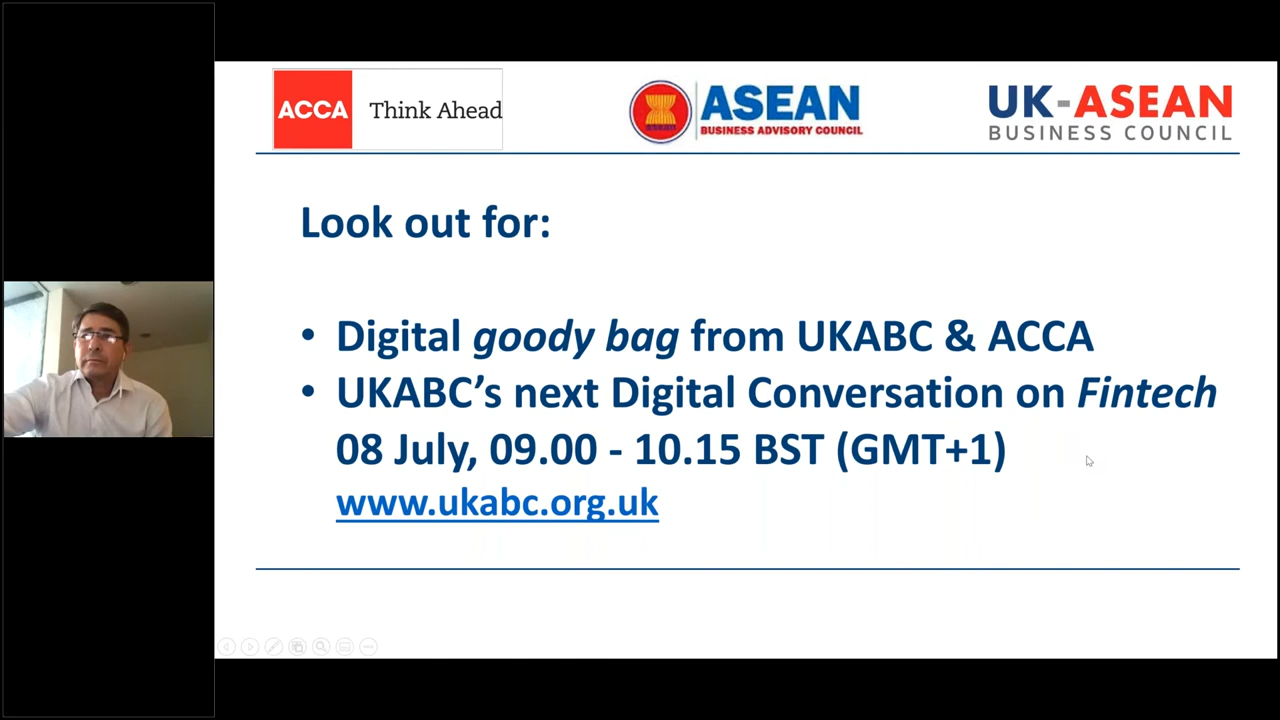 ACCA Think Ahead
ASEAN
BUSINESS ADVISORY COUNCIL
UK-ASEAN
BUSINESS COUNCIL
Look out for:
• Digital goody bag from UKABC & ACCA
• UKABC’s next Digital Conversation on Fintech
08 July, 09.00 - 10.15 BST (GMT+1)
www.ukabc.org.uk